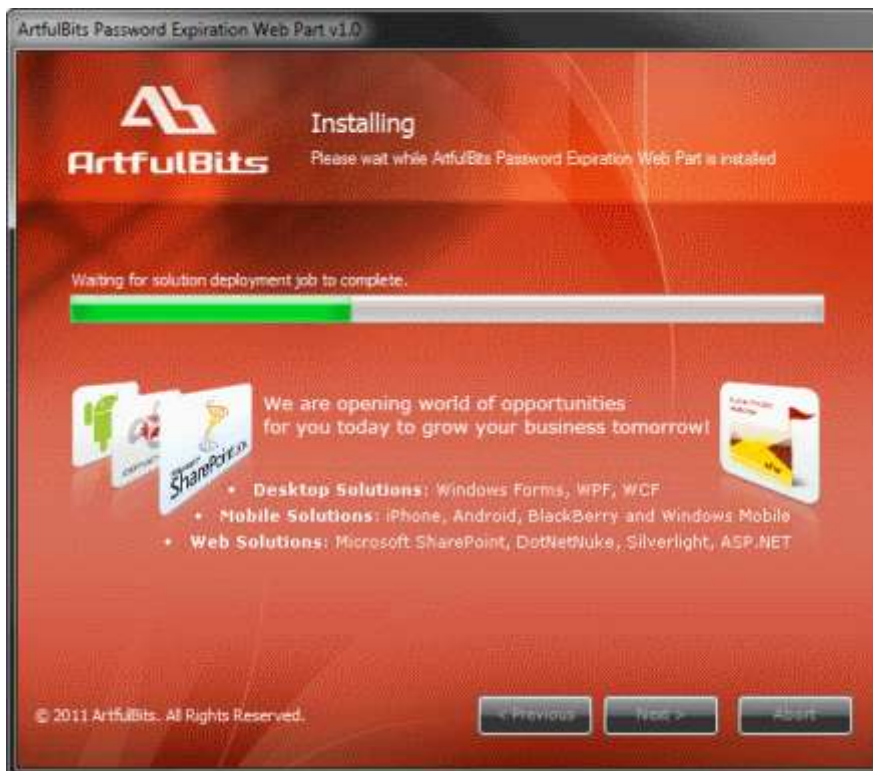 ArtfulBits Password Expiration Web Part v1.0
ArtfulBits
Installing
Please wait while ArtfulBits Password Expiration Web Part is installed
Waiting for solution deployment job to complete.
We are opening world of opportunities
for you today to grow your business tomorrow!
SharePoint
• Desktop Solutions: Windows Forms, WPF, WCF
• Mobile Solutions: iPhone, Android, BlackBerry and Windows Mobile
• Web Solutions: Microsoft SharePoint, DotNetNuke, Silverlight, ASP.NET
© 2011 ArtfulBits. All Rights Reserved.
< Previous
Next >
Abort